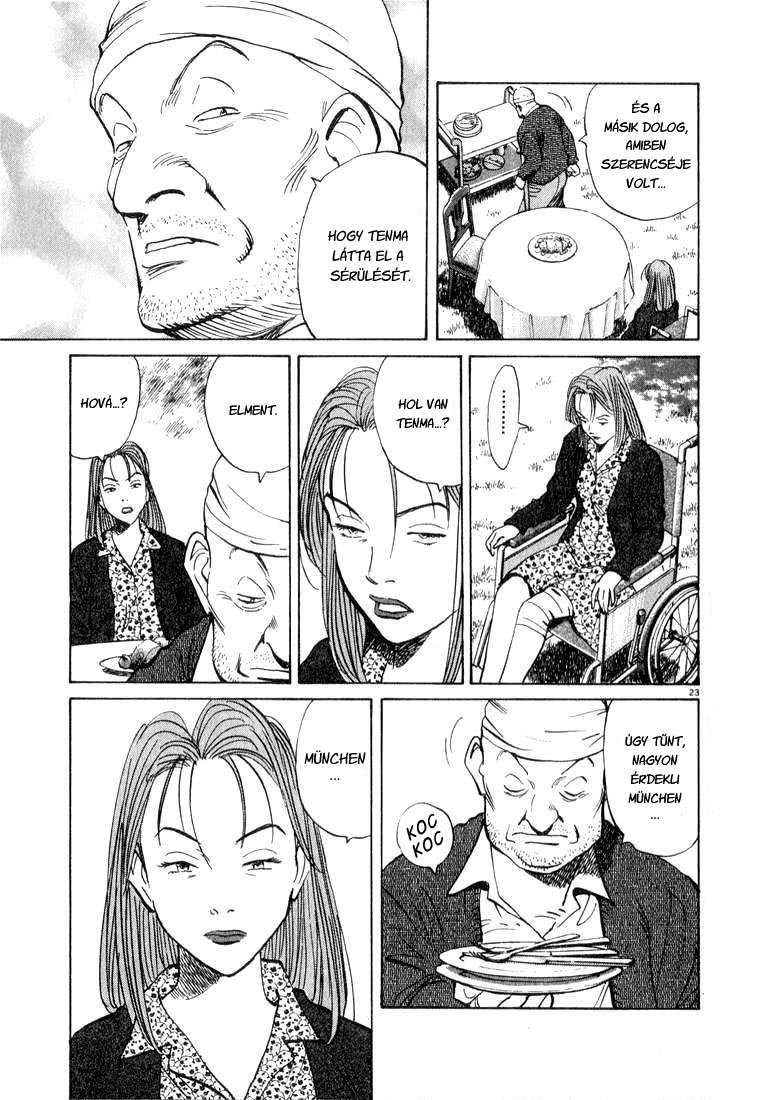 ÉS A
MÁSIK DOLOG,
AMIBEN
SZERENCSÉJE
VOLT...
HOGY TENMA
LÁTTA EL A
SÉRÜLÉSÉT.
........
HOL VAN
TENMA...?
ELMENT.
HOVÁ...?
23
ÚGY TŰNT,
NAGYON
ÉRDEKLI
MÜNCHEN
...
KOC
KOC
MÜNCHEN
...